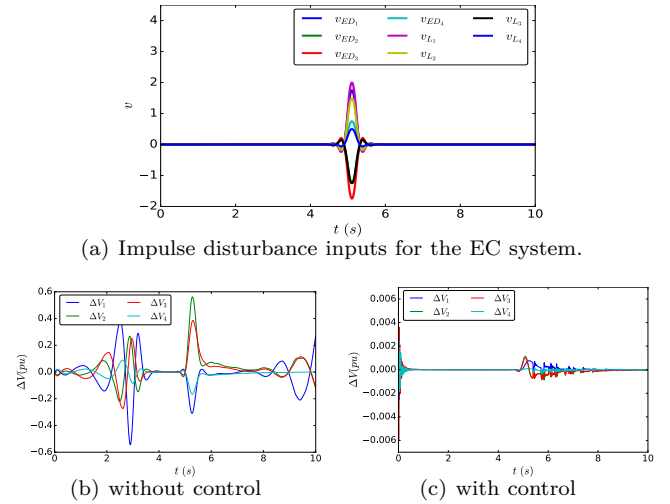 v_{ED_1} v_{ED_4} v_{L_3}
v_{ED_2} v_{L_1} v_{L_4}
v_{ED_3} v_{L_2}
4
3
2
1
0
−1
−2
v
0 2 4 6 8 10
t (s)
(a) Impulse disturbance inputs for the EC system.
ΔV_1 ΔV_3
ΔV_2 ΔV_4
0.6
0.4
0.2
0.0
−0.2
−0.4
−0.6
ΔV(pu)
0 2 4 6 8 10
t (s)
(b) without control
ΔV_1 ΔV_3
ΔV_2 ΔV_4
0.006
0.004
0.002
0.000
−0.002
−0.004
−0.006
ΔV(pu)
0 2 4 6 8 10
t (s)
(c) with control